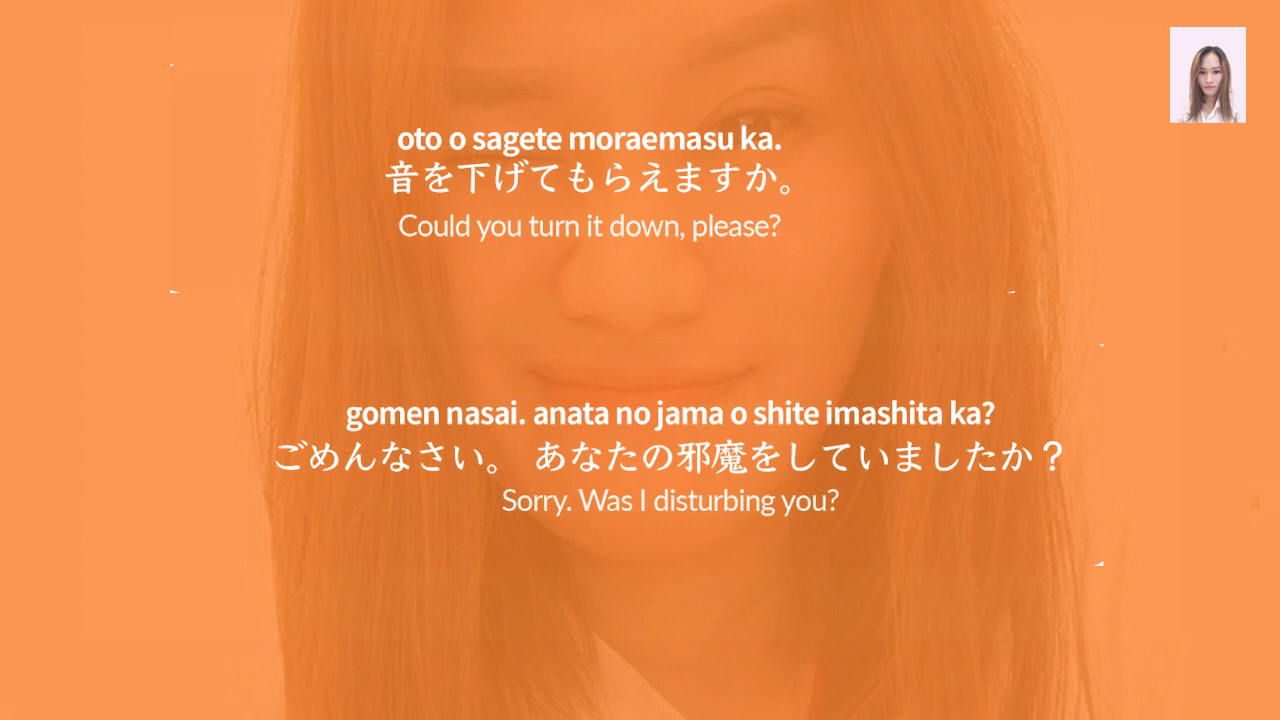 oto o sagete moraemasu ka.
音を下げてもらえますか。
Could you turn it down, please?
gomen nasai. anata no jama o shite imashita ka?
ごめんなさい。 あなたの邪魔をしていましたか？
Sorry. Was I disturbing you?